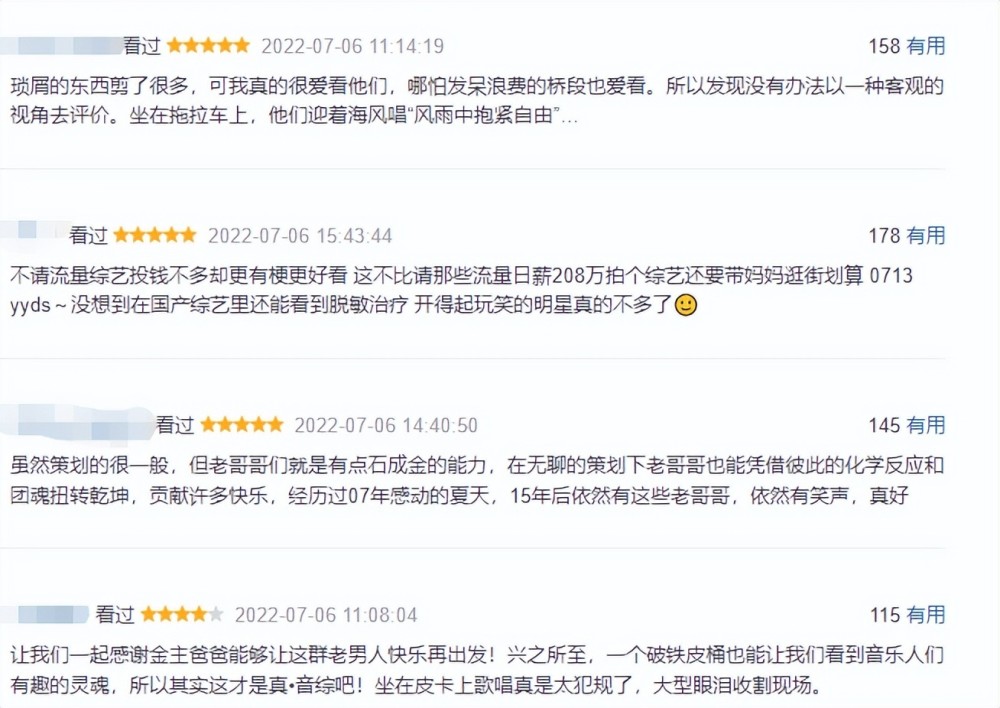 看过 2022-07-06 11:14:19 158 有用
琐屑的东西剪了很多，可我真的很爱看他们，哪怕发呆浪费的桥段也爱看。所以发现没有办法以一种客观的
视角去评价。坐在拖拉车上，他们迎着海风唱“风雨中抱紧自由”…
看过 2022-07-06 15:43:44 178 有用
不请流量综艺投钱不多却更有梗更好看 这不比请那些流量日薪208万拍个综艺还要带妈妈逛街划算 0713
yyds～没想到在国产综艺里还能看到脱敏治疗 开得起玩笑的明星真的不多了
看过 2022-07-06 14:40:50 145 有用
虽然策划的很一般，但老哥哥们就是有点石成金的能力，在无聊的策划下老哥哥也能凭借彼此的化学反应和
团魂扭转乾坤，贡献许多快乐，经历过07年感动的夏天，15年后依然有这些老哥哥，依然有笑声，真好
看过 2022-07-06 11:08:04 115 有用
让我们一起感谢金主爸爸能够让这群老男人快乐再出发！兴之所至，一个破铁皮桶也能让我们看到音乐人们
有趣的灵魂，所以其实这才是真•音综吧！坐在皮卡上歌唱真是太犯规了，大型眼泪收割现场。